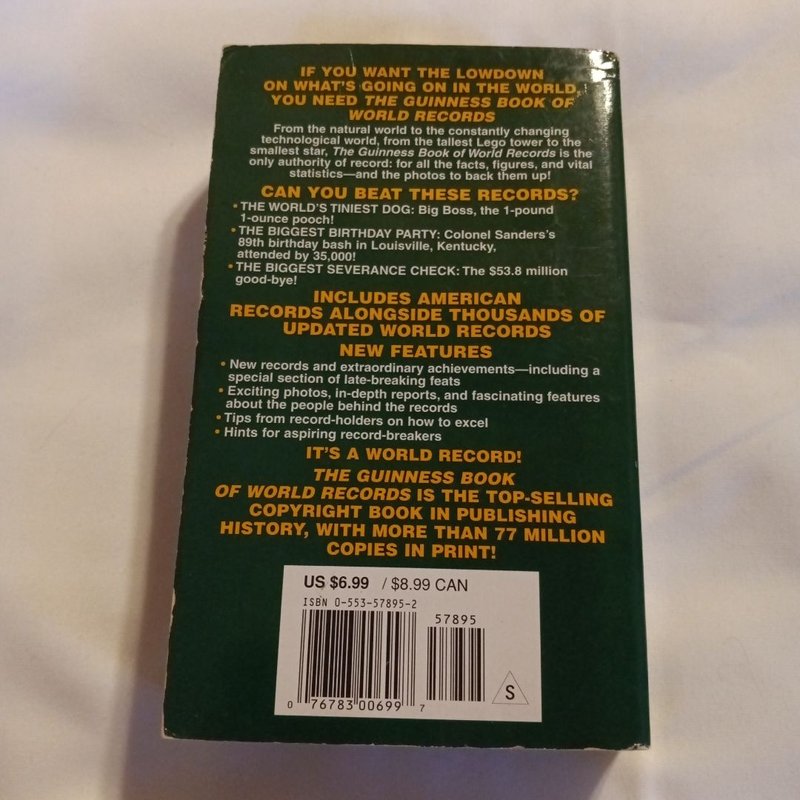 IF YOU WANT THE LOWDOWN
ON WHAT'S GOING ON IN THE WORLD,
YOU NEED THE GUINNESS BOOK OF
WORLD RECORDS
From the natural world to the constantly changing
technological world, from the tallest Lego tower to the
smallest star, The Guinness Book of World Records is the
only authority of record: for all the facts, figures, and vital
statistics—and the photos to back them up!
CAN YOU BEAT THESE RECORDS?
• THE WORLD'S TINIEST DOG: Big Boss, the 1-pound
1-ounce pooch!
• THE BIGGEST BIRTHDAY PARTY: Colonel Sanders's
89th birthday bash in Louisville, Kentucky,
attended by 35,000!
• THE BIGGEST SEVERANCE CHECK: The $53.8 million
good-bye!
INCLUDES AMERICAN
RECORDS ALONGSIDE THOUSANDS OF
UPDATED WORLD RECORDS
NEW FEATURES
• New records and extraordinary achievements—including a
special section of late-breaking feats
• Exciting photos, in-depth reports, and fascinating features
about the people behind the records
• Tips from record-holders on how to excel
• Hints for aspiring record-breakers
IT'S A WORLD RECORD!
THE GUINNESS BOOK
OF WORLD RECORDS IS THE TOP-SELLING
COPYRIGHT BOOK IN PUBLISHING
HISTORY, WITH MORE THAN 77 MILLION
COPIES IN PRINT!
US $6.99 / $8.99 CAN
ISBN 0-553-57895-2
57895
S
0 76783 00699 7